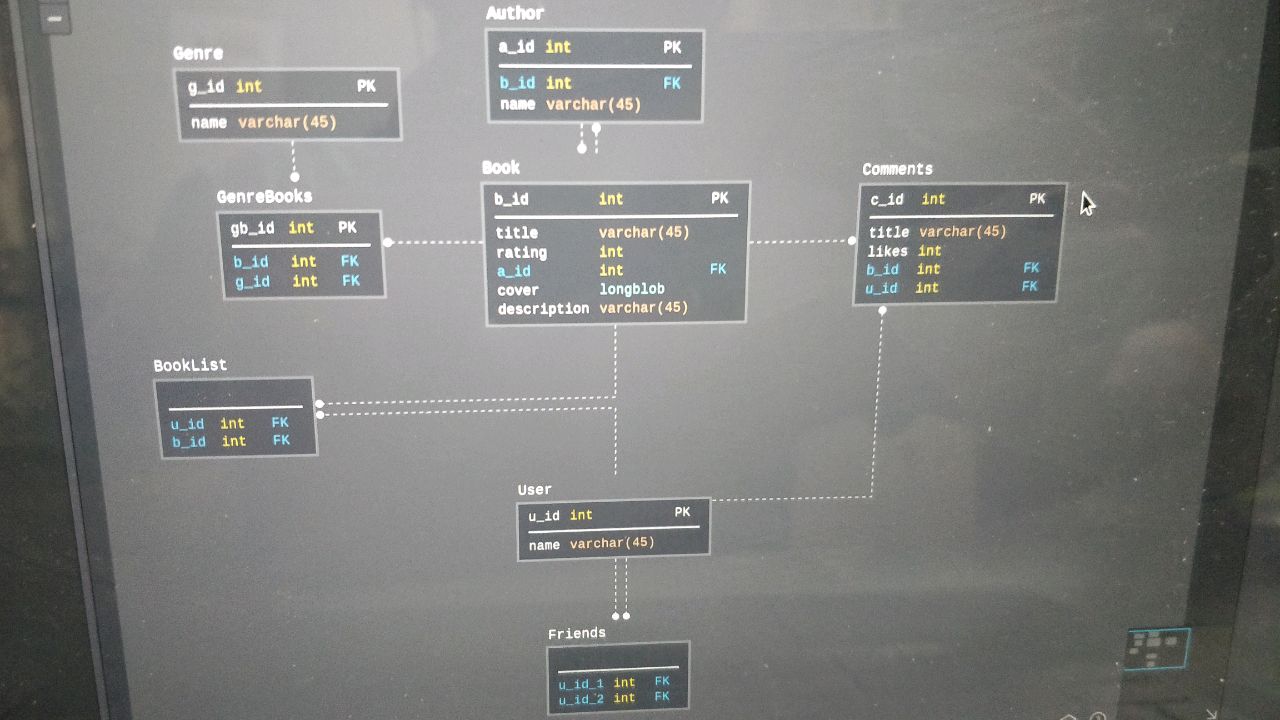 Author
a_id int PK
b_id int FK
name varchar(45)
Genre
g_id int PK
name varchar(45)
Book
b_id int PK
title varchar(45)
rating int
a_id int FK
cover longblob
description varchar(45)
Comments
c_id int PK
title varchar(45)
likes int
b_id int FK
u_id int FK
GenreBooks
gb_id int PK
b_id int FK
g_id int FK
BookList
u_id int FK
b_id int FK
User
u_id int PK
name varchar(45)
Friends
u_id_1 int FK
u_id_2 int FK